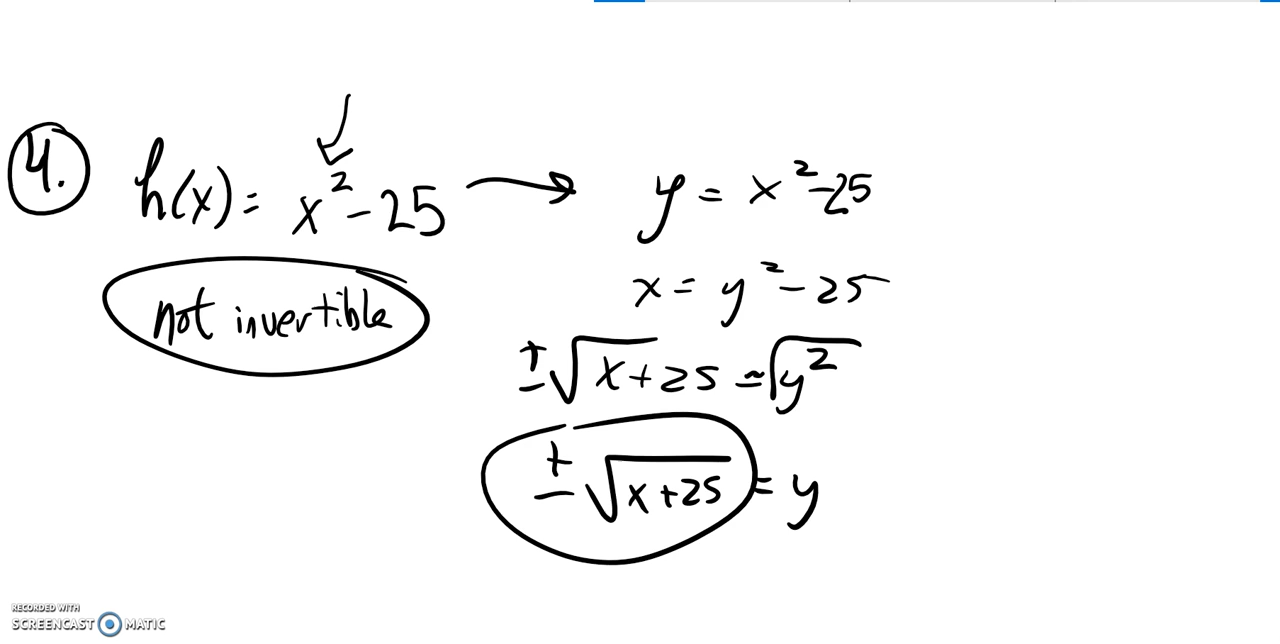 4. h(x) = x² - 25 → y = x² - 25
not invertible
x = y² - 25
± √x + 25 = √y²
± √x + 25 = y
RECORDED WITH
SCREENCAST MATIC